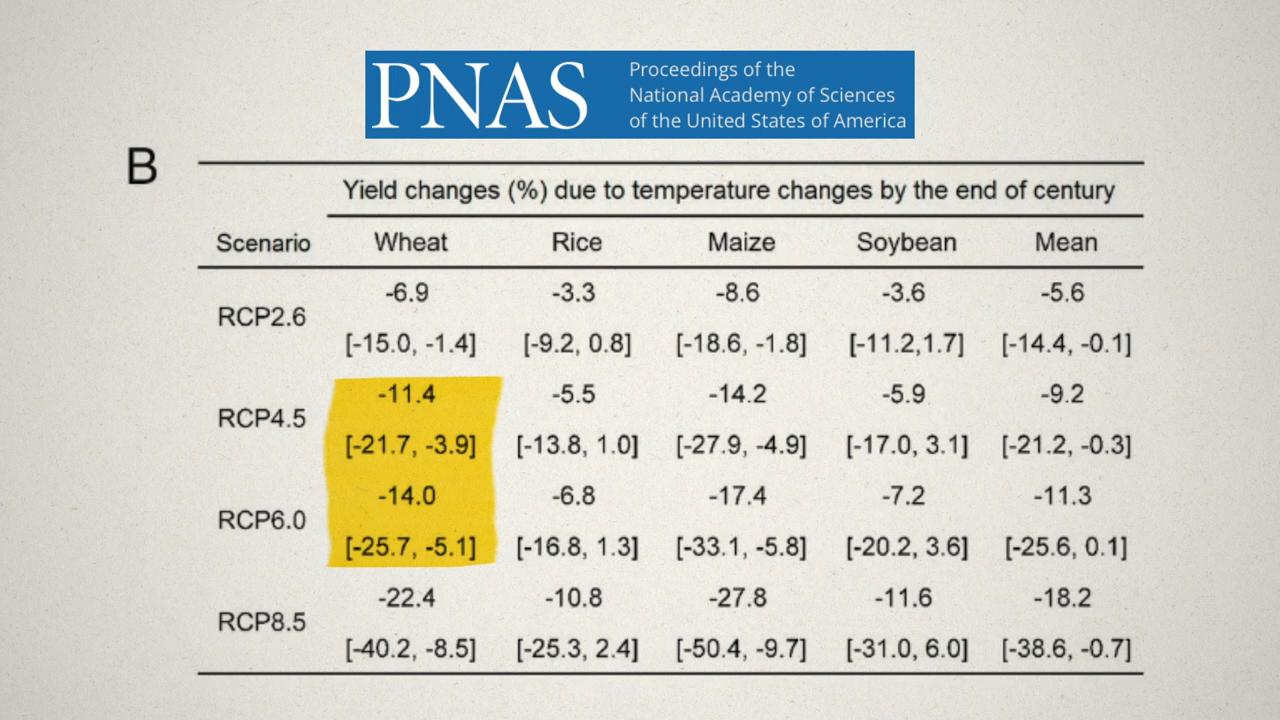 PNAS
Proceedings of the
National Academy of Sciences
of the United States of America
B
Yield changes (%) due to temperature changes by the end of century
Scenario Wheat Rice Maize Soybean Mean
RCP2.6
-6.9 -3.3 -8.6 -3.6 -5.6
[-15.0, -1.4] [-9.2, 0.8] [-18.6, -1.8] [-11.2,1.7] [-14.4, -0.1]
RCP4.5
-11.4 -5.5 -14.2 -5.9 -9.2
[-21.7, -3.9] [-13.8, 1.0] [-27.9, -4.9] [-17.0, 3.1] [-21.2, -0.3]
RCP6.0
-14.0 -6.8 -17.4 -7.2 -11.3
[-25.7, -5.1] [-16.8, 1.3] [-33.1, -5.8] [-20.2, 3.6] [-25.6, 0.1]
RCP8.5
-22.4 -10.8 -27.8 -11.6 -18.2
[-40.2, -8.5] [-25.3, 2.4] [-50.4, -9.7] [-31.0, 6.0] [-38.6, -0.7]